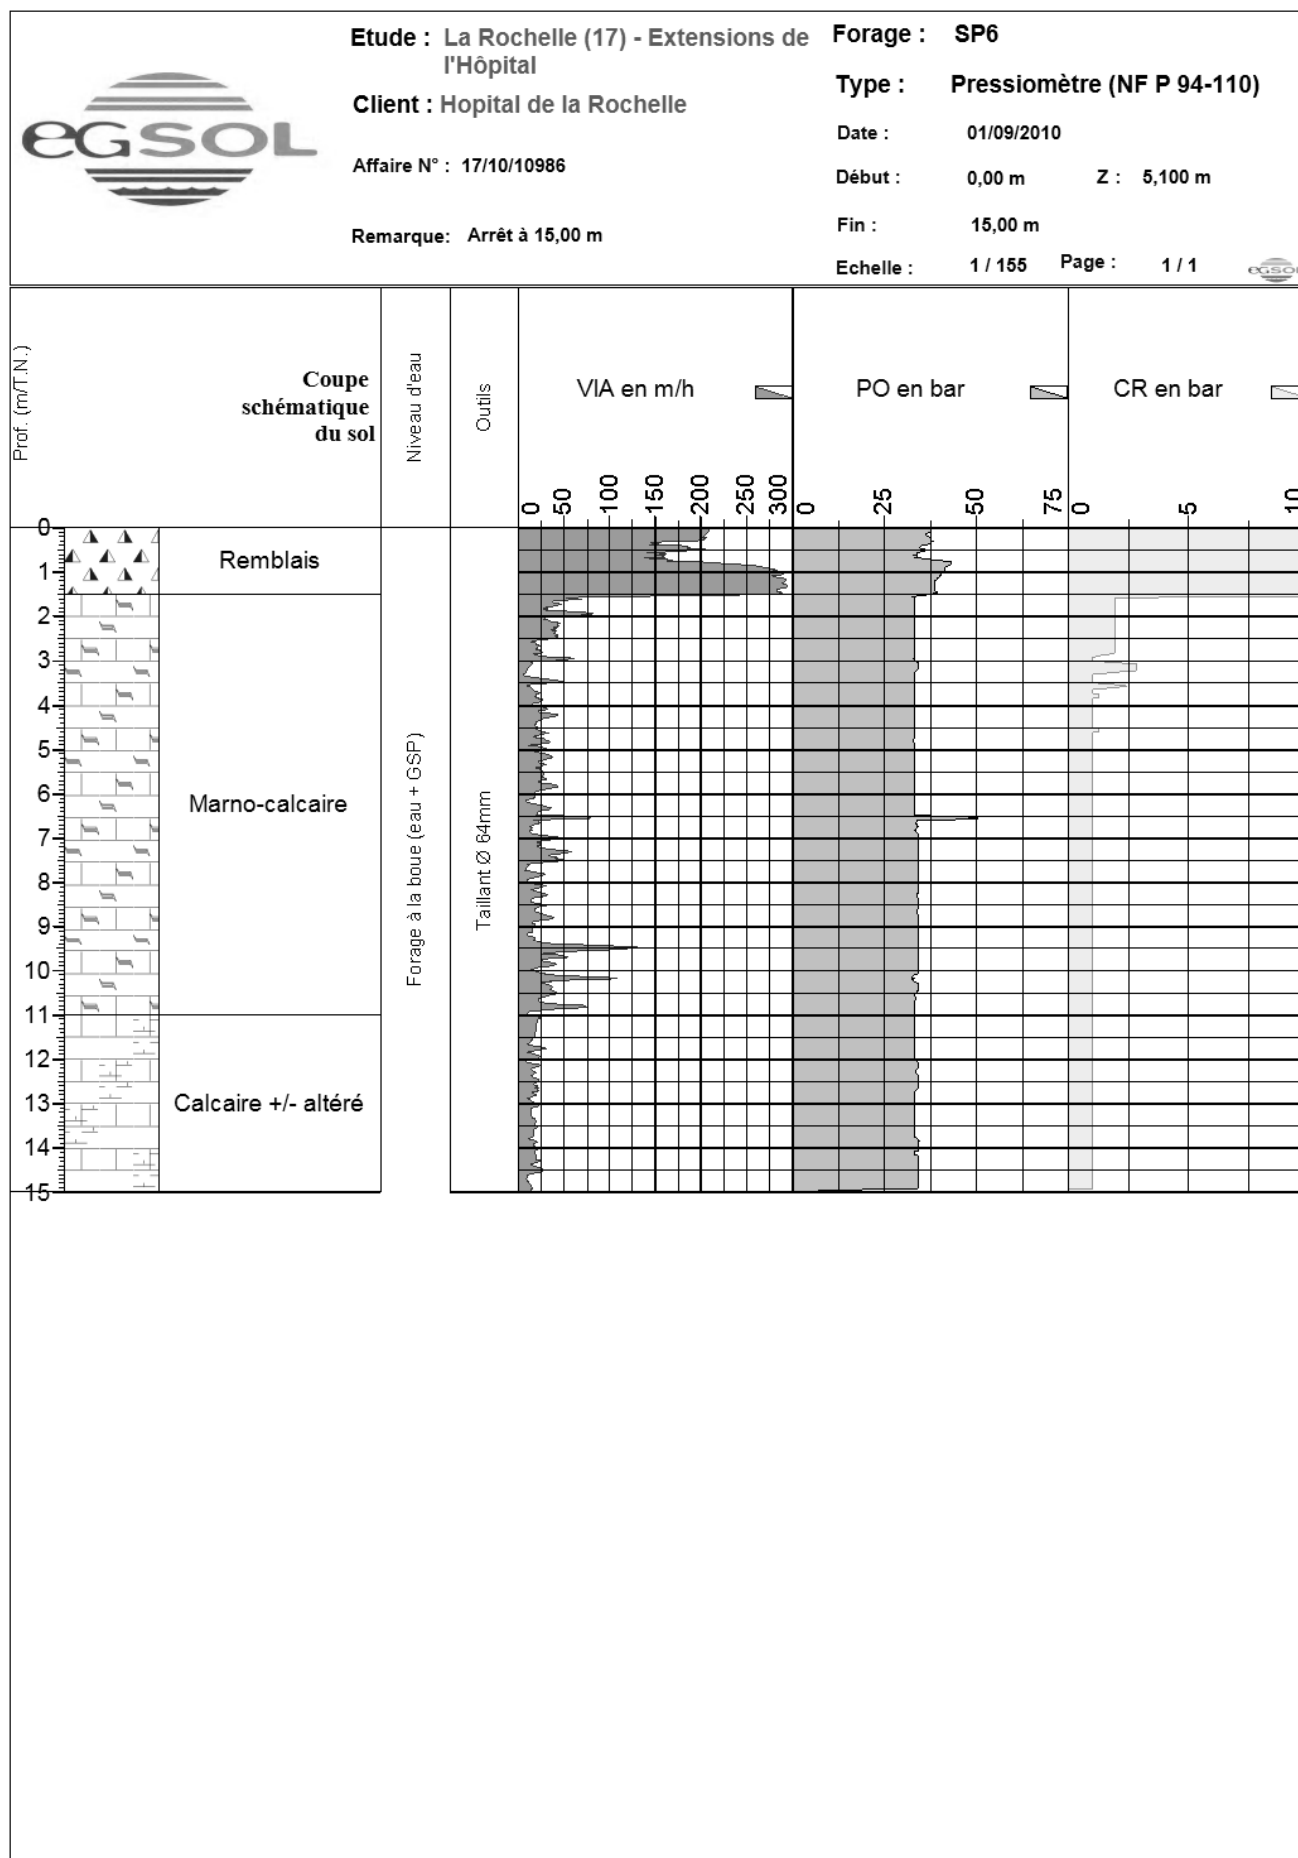 Etude : La Rochelle (17) - Extensions de
l'Hôpital
Client : Hopital de la Rochelle
Affaire N° : 17/10/10986
Remarque: Arrêt à 15,00 m
eGSOL
Forage : SP6
Type : Pressiomètre (NF P 94-110)
Date : 01/09/2010
Début : 0,00 m Z : 5,100 m
Fin : 15,00 m
Echelle : 1 / 155 Page : 1 / 1
eGSOL
Prof. (m/T.N.)
Coupe
schématique
du sol
Niveau d'eau
Outils
VIA en m/h
PO en bar
CR en bar
0 50 100 150 200 250 300
0 25 50 75
0 5 10
0
1
2
3
4
5
6
7
8
9
10
11
12
13
14
15
Remblais
Marno-calcaire
Calcaire +/- altéré
Forage à la boue (eau + GSP)
Taillant Ø 64mm